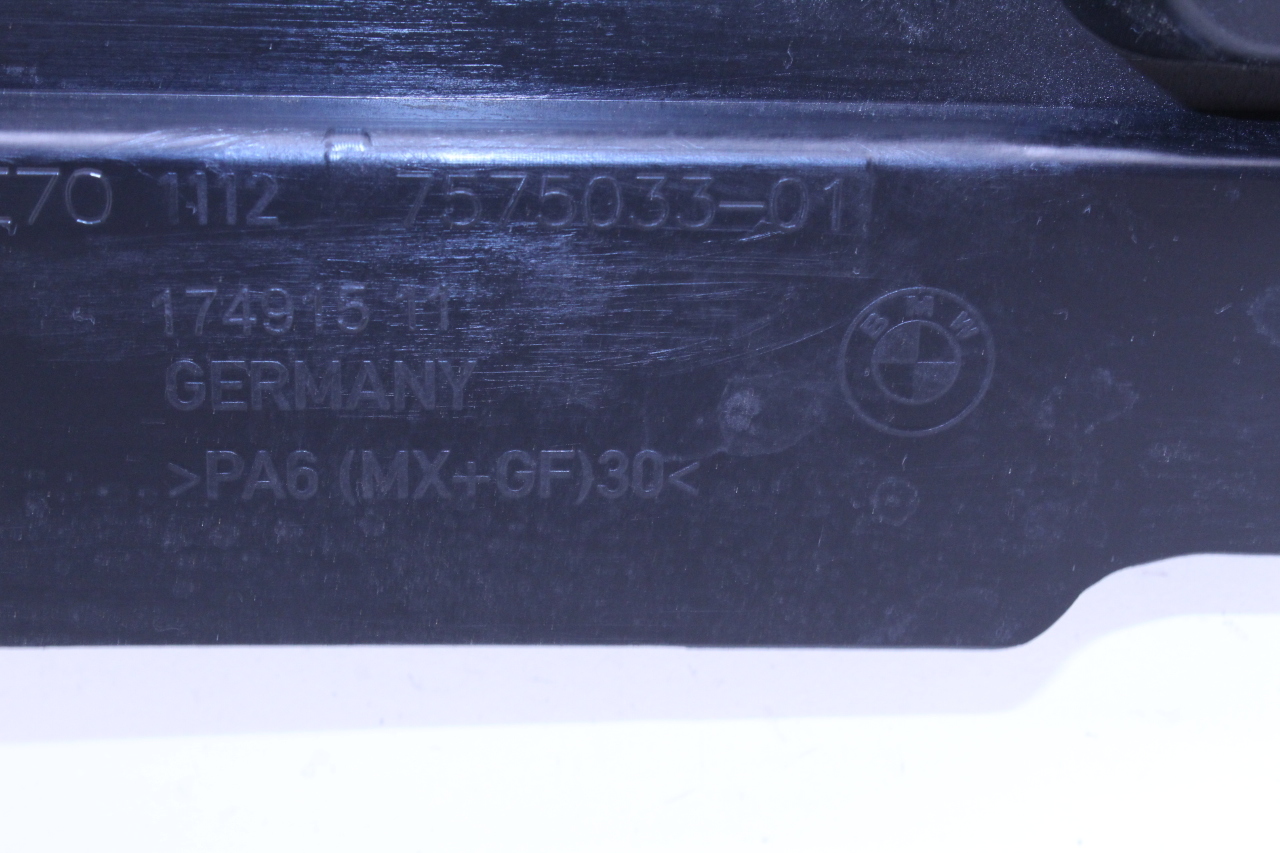 70 1112 7575033-01
174915 11
GERMANY
>PA6 (MX+GF)30<
BMW